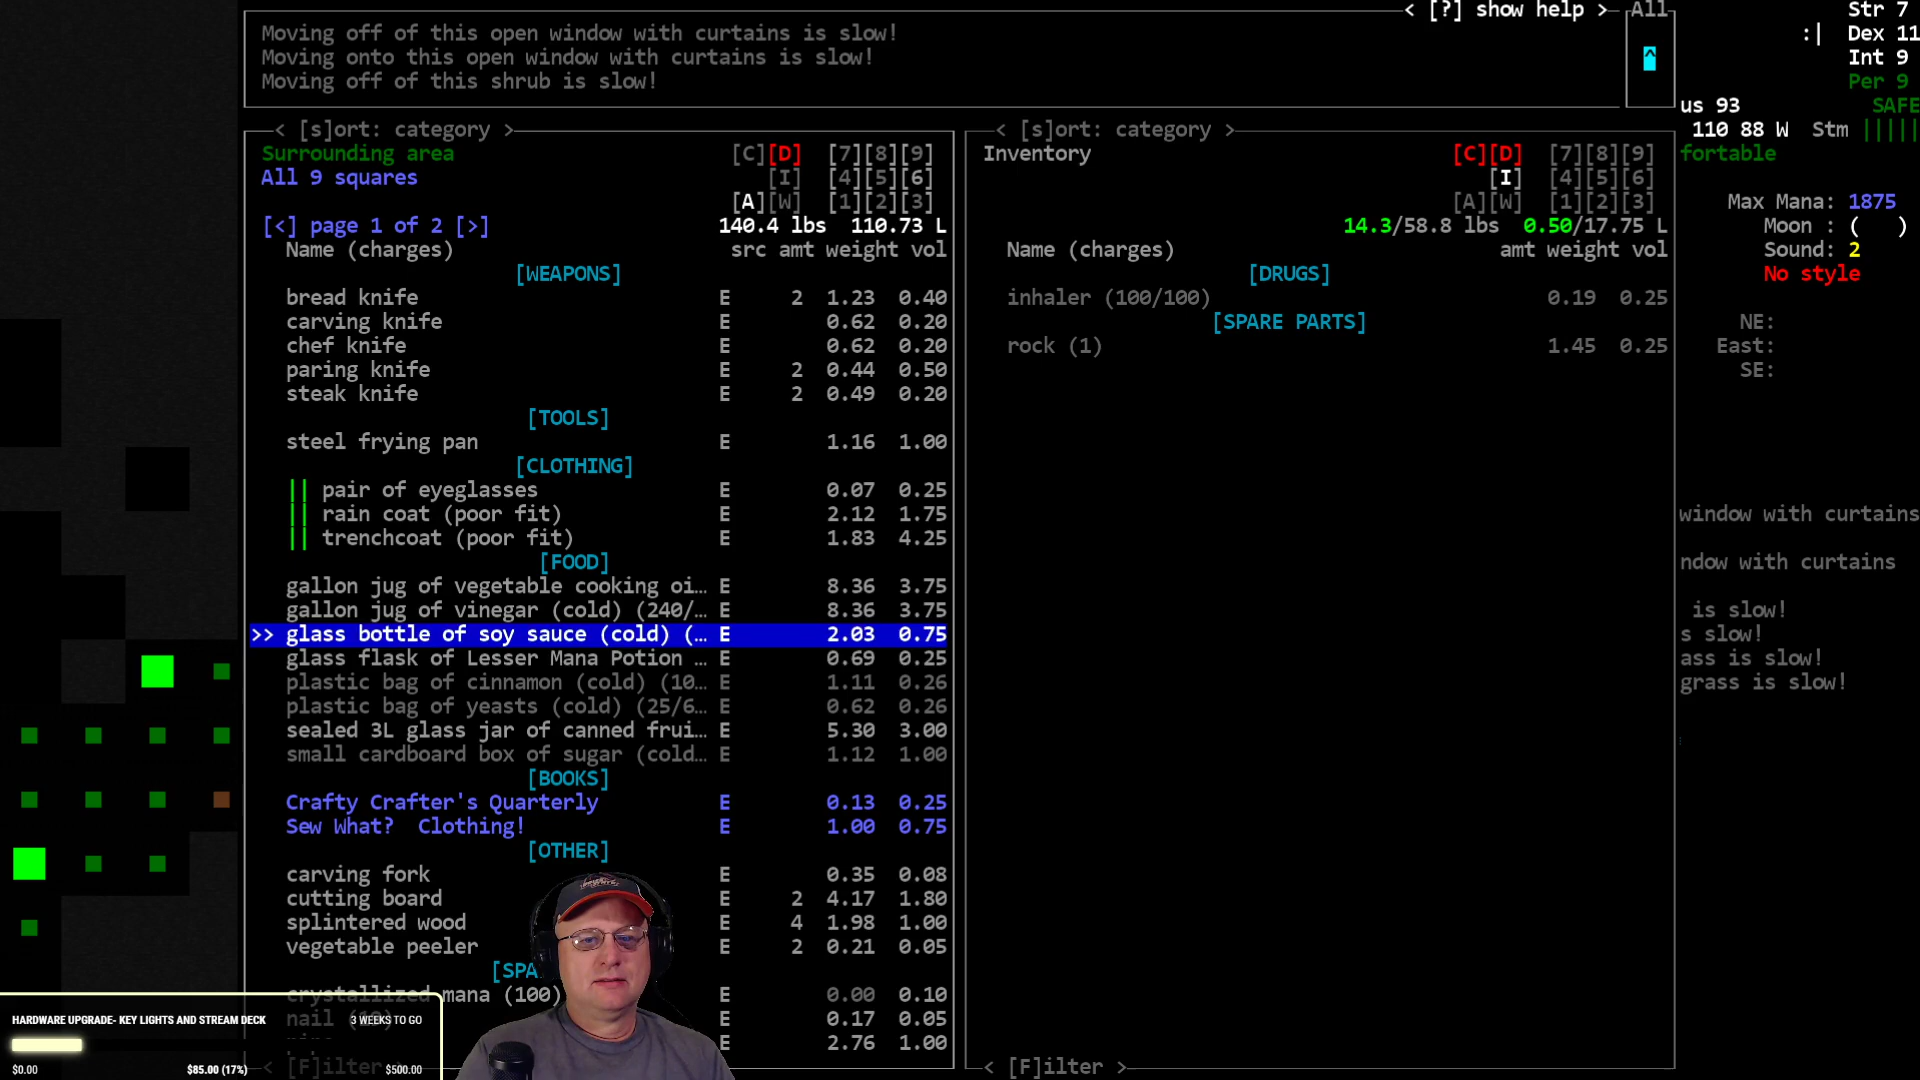 < [?] show help >
All
Moving off of this open window with curtains is slow!
Moving onto this open window with curtains is slow!
Moving off of this shrub is slow!
^
Str 7
:| Dex 11
Int 9
Per 9
us 93 SAFE
110 88 W Stm |||||
fortable
Max Mana: 1875
Moon : ( )
Sound: 2
No style
NE:
East:
SE:
window with curtains
ndow with curtains
is slow!
s slow!
ass is slow!
grass is slow!
< [s]ort: category >
Surrounding area [C][D] [7][8][9]
All 9 squares [I] [4][5][6]
[A][W] [1][2][3]
[<] page 1 of 2 [>] 140.4 lbs 110.73 L
Name (charges) src amt weight vol
[WEAPONS]
bread knife E 2 1.23 0.40
carving knife E 0.62 0.20
chef knife E 0.62 0.20
paring knife E 2 0.44 0.50
steak knife E 2 0.49 0.20
[TOOLS]
steel frying pan E 1.16 1.00
[CLOTHING]
|| pair of eyeglasses E 0.07 0.25
|| rain coat (poor fit) E 2.12 1.75
|| trenchcoat (poor fit) E 1.83 4.25
[FOOD]
gallon jug of vegetable cooking oi… E 8.36 3.75
gallon jug of vinegar (cold) (240/… E 8.36 3.75
>> glass bottle of soy sauce (cold) (… E 2.03 0.75
glass flask of Lesser Mana Potion … E 0.69 0.25
plastic bag of cinnamon (cold) (10… E 1.11 0.26
plastic bag of yeasts (cold) (25/6… E 0.62 0.26
sealed 3L glass jar of canned frui… E 5.30 3.00
small cardboard box of sugar (cold… E 1.12 1.00
[BOOKS]
Crafty Crafter's Quarterly E 0.13 0.25
Sew What? Clothing! E 1.00 0.75
[OTHER]
carving fork E 0.35 0.08
cutting board E 2 4.17 1.80
splintered wood E 4 1.98 1.00
vegetable peeler E 2 0.21 0.05
[SPA
crystallized mana (100) E 0.00 0.10
nail E 0.17 0.05
E 2.76 1.00
< [F]ilter
< [s]ort: category >
Inventory [C][D] [7][8][9]
[I] [4][5][6]
[A][W] [1][2][3]
14.3/58.8 lbs 0.50/17.75 L
Name (charges) amt weight vol
[DRUGS]
inhaler (100/100) 0.19 0.25
[SPARE PARTS]
rock (1) 1.45 0.25
< [F]ilter >
HARDWARE UPGRADE- KEY LIGHTS AND STREAM DECK 3 WEEKS TO GO
$0.00 $85.00 (17%) $500.00